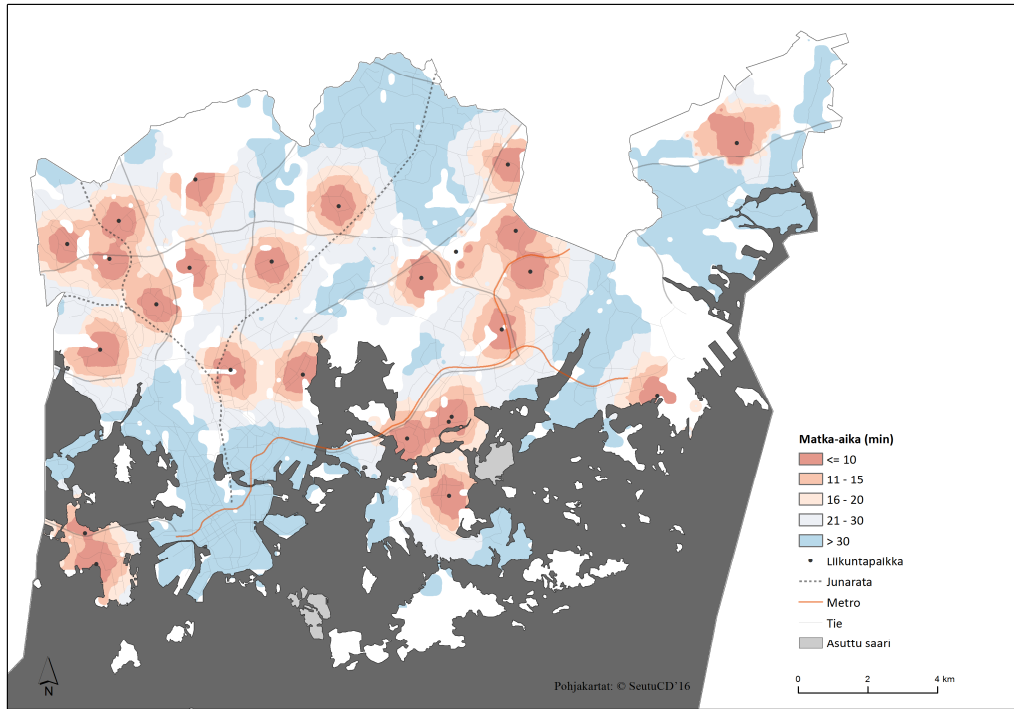 Matka-aika (min)
<= 10
11 - 15
16 - 20
21 - 30
> 30
Liikuntapaikka
Junarata
Metro
Tie
Asuttu saari
N
Pohjakartat: © SeutuCD'16
0 2 4 km